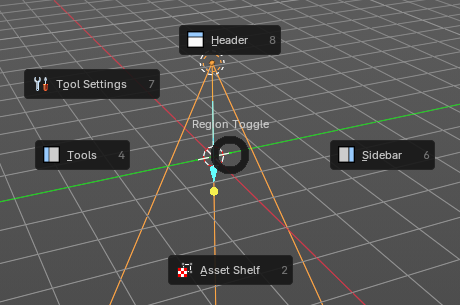 Header 8
Tool Settings 7
Region Toggle
Tools 4
Sidebar 6
Asset Shelf 2